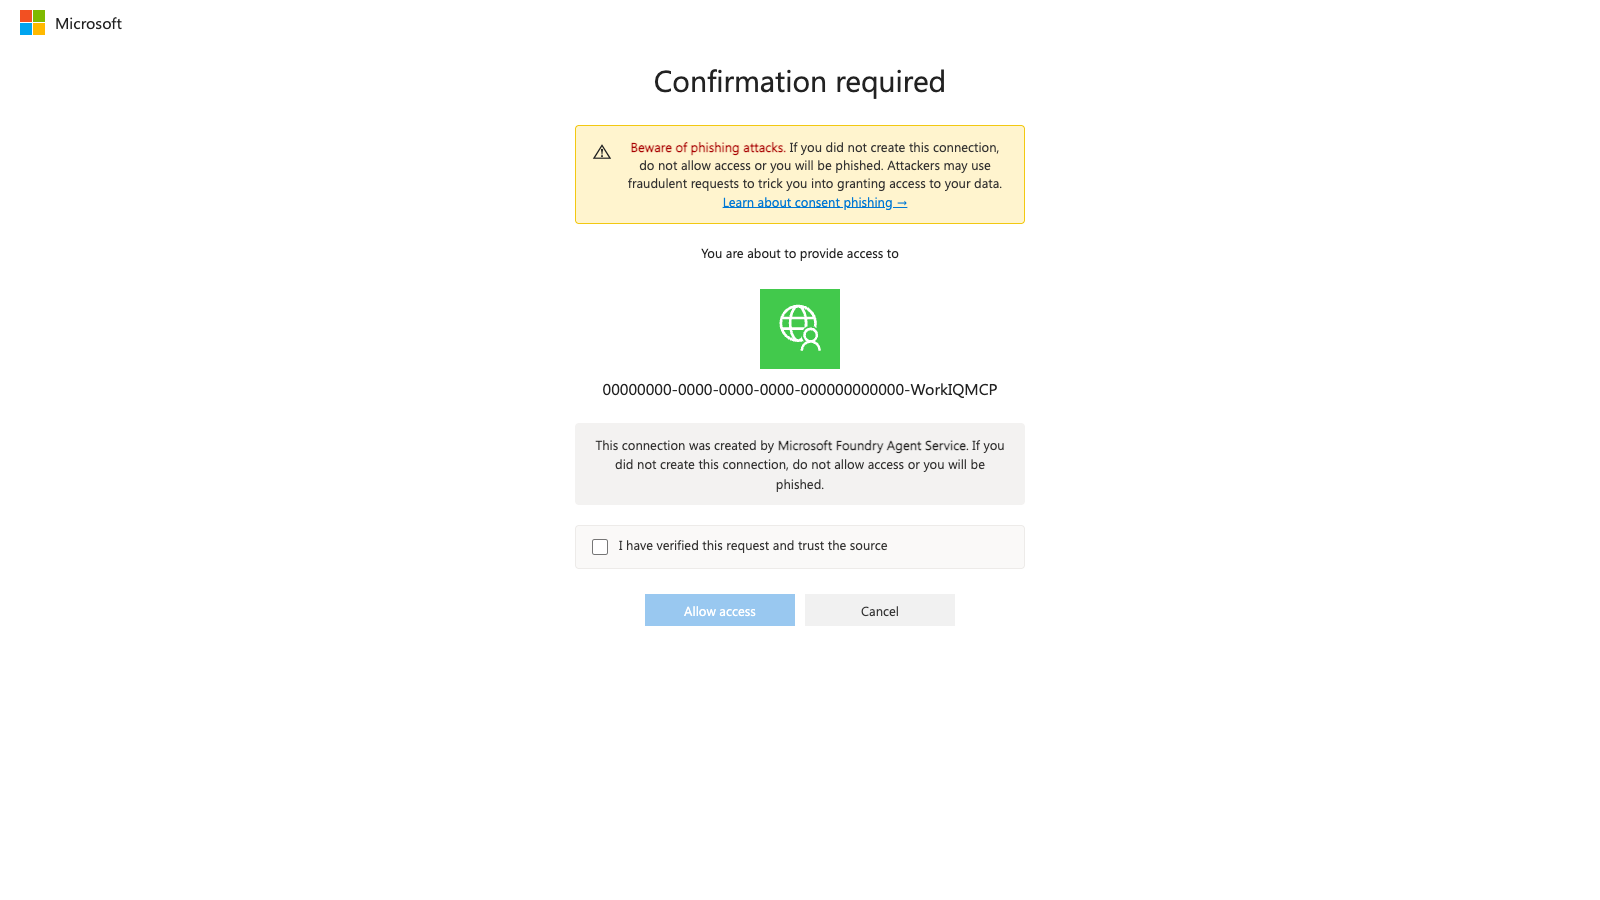 Microsoft
Confirmation required
Beware of phishing attacks. If you did not create this connection,
do not allow access or you will be phished. Attackers may use
fraudulent requests to trick you into granting access to your data.
Learn about consent phishing →
You are about to provide access to
00000000-0000-0000-0000-000000000000-WorkIQMCP
This connection was created by Microsoft Foundry Agent Service. If you
did not create this connection, do not allow access or you will be
phished.
I have verified this request and trust the source
Allow access
Cancel